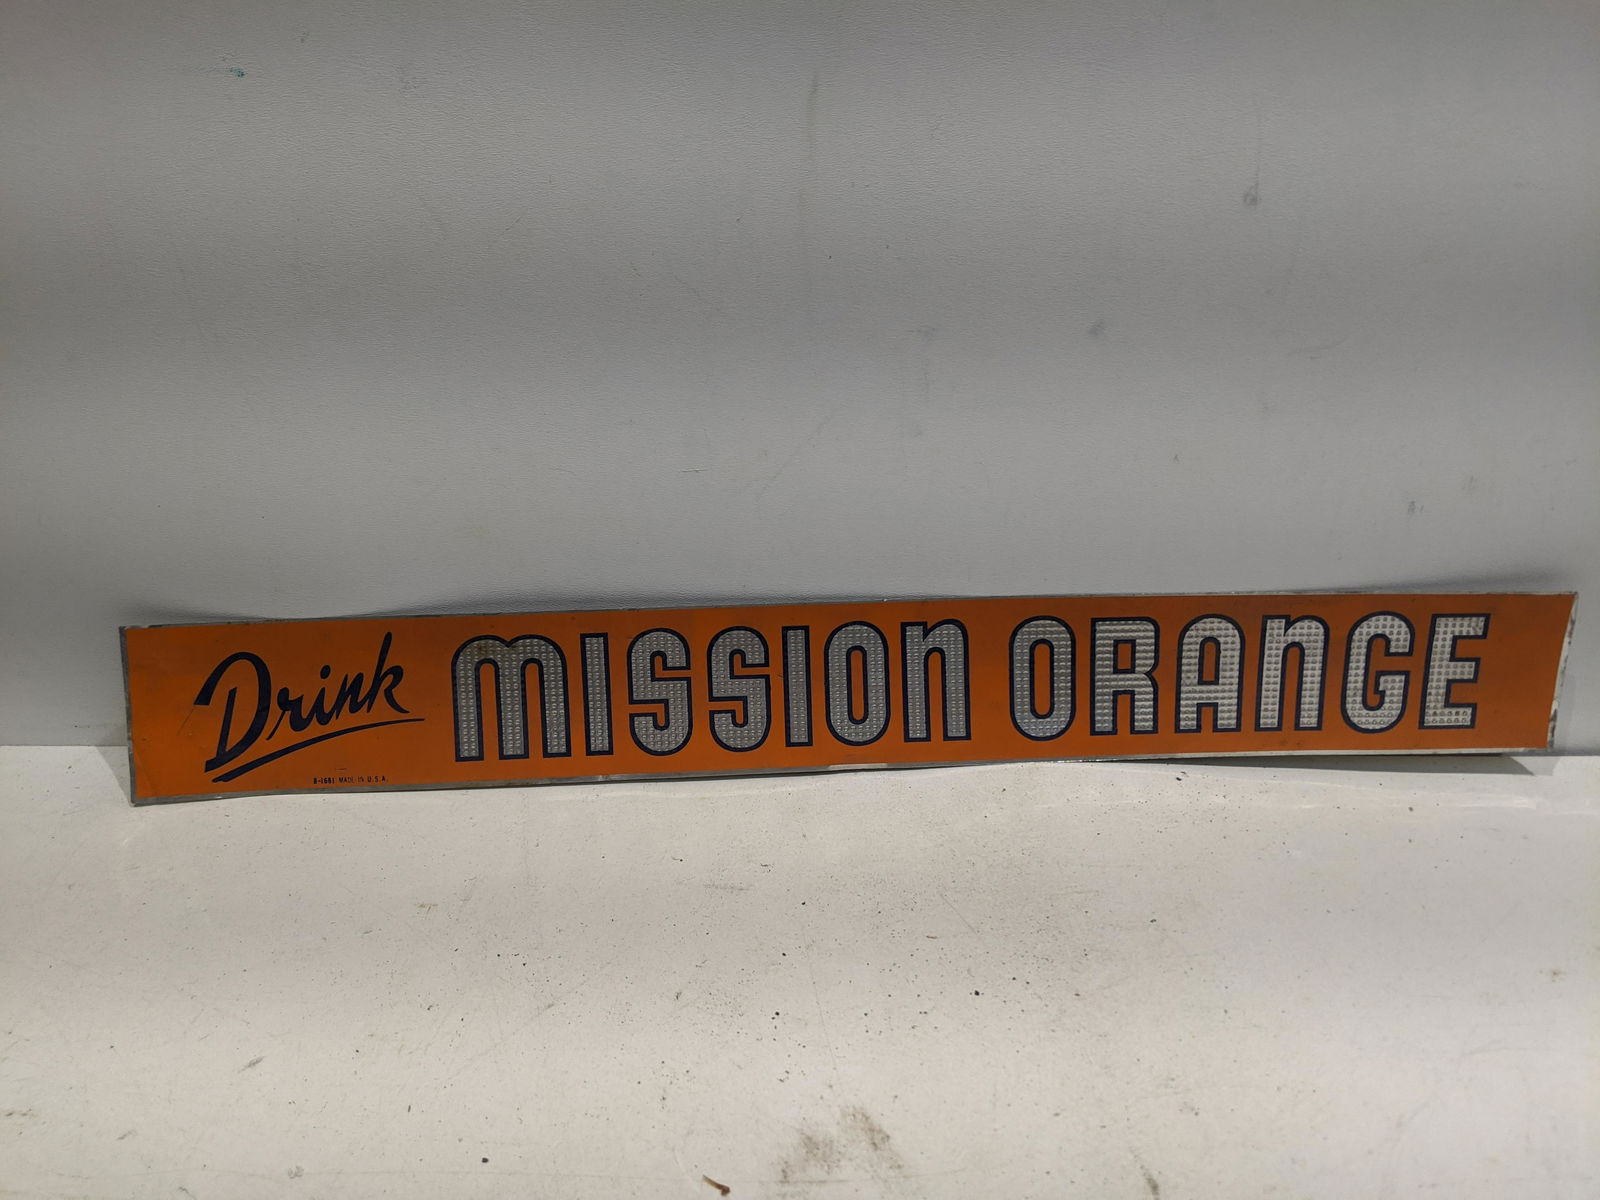 Drink MISSION ORANGE
B-1681 MADE IN U.S.A.